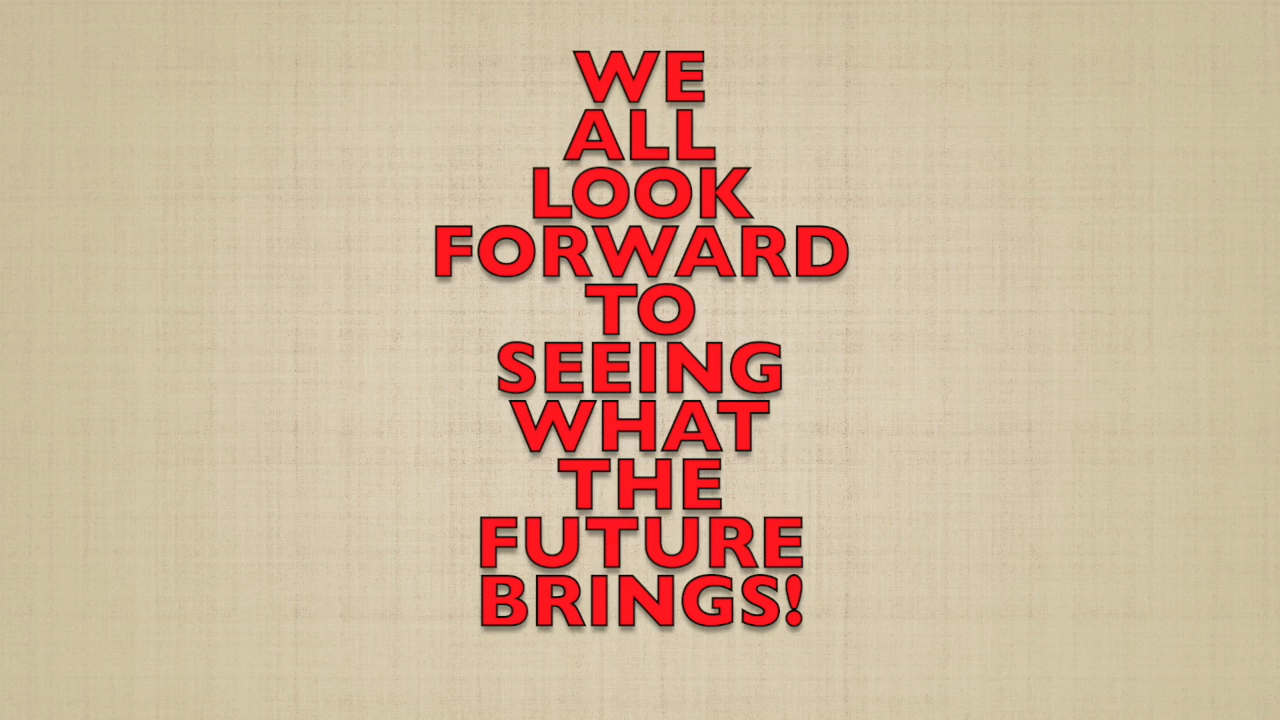 WE
ALL
LOOK
FORWARD
TO
SEEING
WHAT
THE
FUTURE
BRINGS!